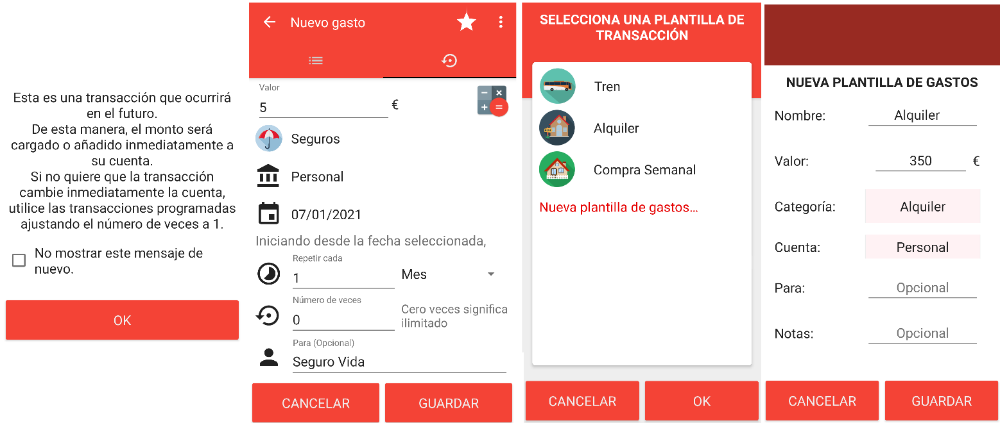 Esta es una transacción que ocurrirá
en el futuro.
De esta manera, el monto será
cargado o añadido inmediatamente a
su cuenta.
Si no quiere que la transacción
cambie inmediatamente la cuenta,
utilice las transacciones programadas
ajustando el número de veces a 1.
No mostrar este mensaje de
nuevo.
OK
Nuevo gasto
Valor
5 €
Seguros
Personal
07/01/2021
Iniciando desde la fecha seleccionada,
Repetir cada
1 Mes
Número de veces
0
Cero veces significa
ilimitado
Para (Opcional)
Seguro Vida
CANCELAR GUARDAR
SELECCIONA UNA PLANTILLA DE
TRANSACCIÓN
Tren
Alquiler
Compra Semanal
Nueva plantilla de gastos...
CANCELAR OK
NUEVA PLANTILLA DE GASTOS
Nombre: Alquiler
Valor: 350 €
Categoría: Alquiler
Cuenta: Personal
Para: Opcional
Notas: Opcional
CANCELAR GUARDAR